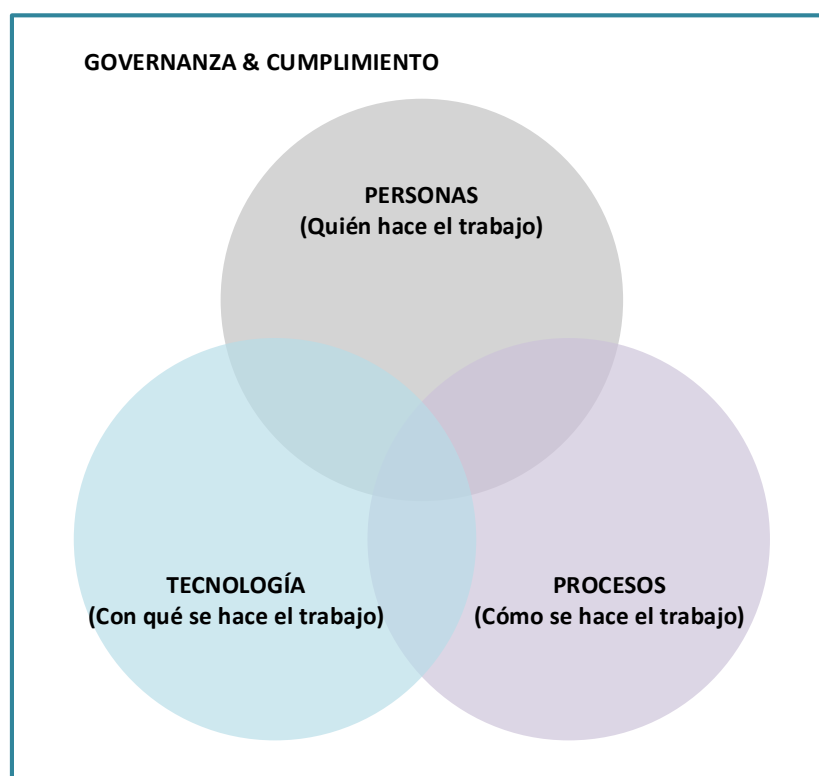 GOVERNANZA & CUMPLIMIENTO
PERSONAS
(Quién hace el trabajo)
TECNOLOGÍA
(Con qué se hace el trabajo)
PROCESOS
(Cómo se hace el trabajo)